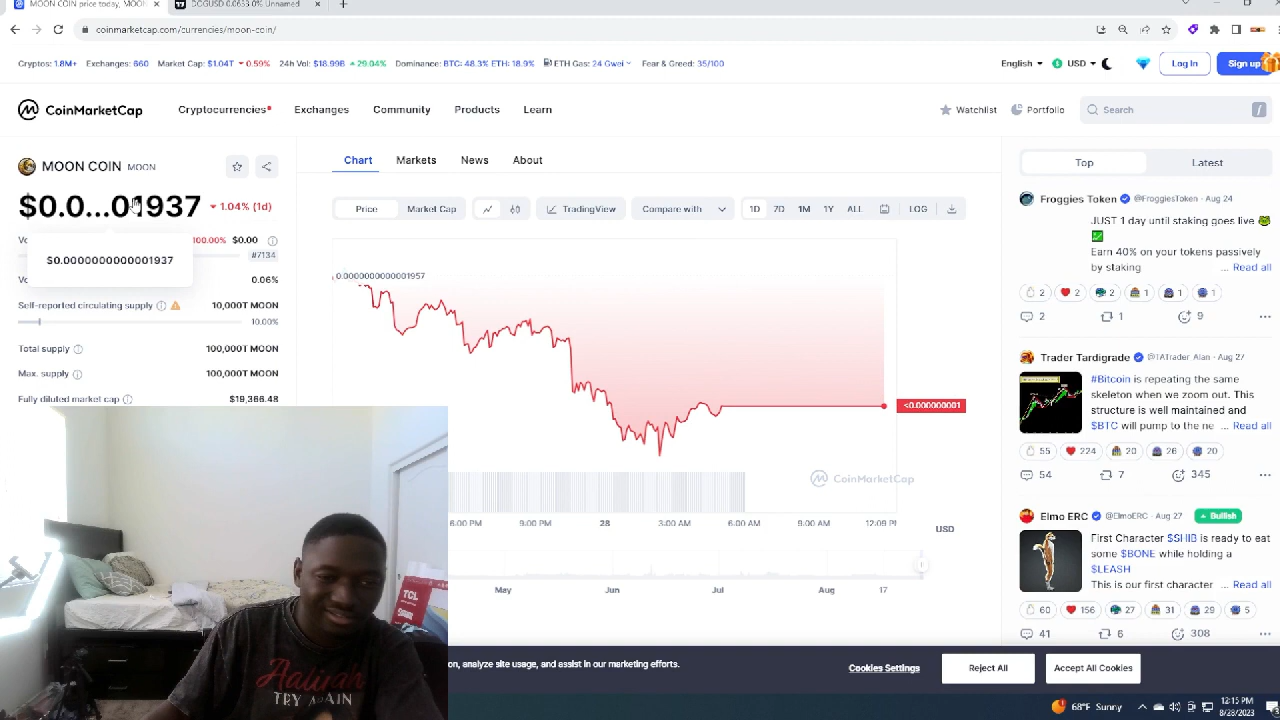 MOON COIN price today, MOON
DOGUSD 0.0653.0% Unnamed
coinmarketcap.com/currencies/moon-coin/
Cryptos: 1.8M+ Exchanges: 660 Market Cap: $1.04T 0.59% 24h Vol: $18.99B 29.04% Dominance: BTC: 48.3% ETH: 18.9% ETH Gas: 24 Gwei Fear & Greed: 35/100
English USD Log In Sign up
CoinMarketCap Cryptocurrencies Exchanges Community Products Learn
Watchlist Portfolio Search /
MOON COIN MOON
$0.0...01937 1.04% (1d)
100.00% $0.00
$0.0000000000001937
#7134
0.06%
Self-reported circulating supply 10,000T MOON
10.00%
Total supply 100,000T MOON
Max. supply 100,000T MOON
Fully diluted market cap $19,366.48
Chart Markets News About
Price Market Cap TradingView Compare with 1D 7D 1M 1Y ALL LOG
0.0000000000001957
<0.000000001
CoinMarketCap
6:00 PM 9:00 PM 28 3:00 AM 6:00 AM 9:00 AM 12:09 PM
USD
May Jun Jul Aug 17
Top Latest
Froggies Token @FroggiesToken · Aug 24
JUST 1 day until staking goes live
Earn 40% on your tokens passively
by staking ... Read all
2 2 2 1 1 1
2 1 9
Trader Tardigrade @TATrader_Alan · Aug 27
#Bitcoin is repeating the same
skeleton when we zoom out. This
structure is well maintained and
$BTC will pump to the ne ... Read all
55 224 20 26 20
54 7 345
Elmo ERC @ElmoERC · Aug 27 Bullish
First Character $SHIB is ready to eat
some $BONE while holding a
$LEASH
This is our first character ... Read all
60 156 27 31 29 5
41 6 308
on, analyze site usage, and assist in our marketing efforts.
Cookies Settings Reject All Accept All Cookies
68°F Sunny
12:15 PM
8/28/2023
TCL
TRY AGAIN